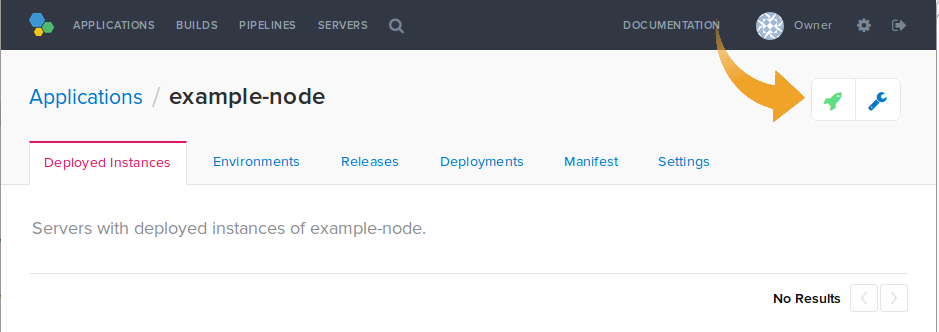 APPLICATIONS BUILDS PIPELINES SERVERS DOCUMENTATION Owner
Applications / example-node
Deployed Instances Environments Releases Deployments Manifest Settings
Servers with deployed instances of example-node.
No Results